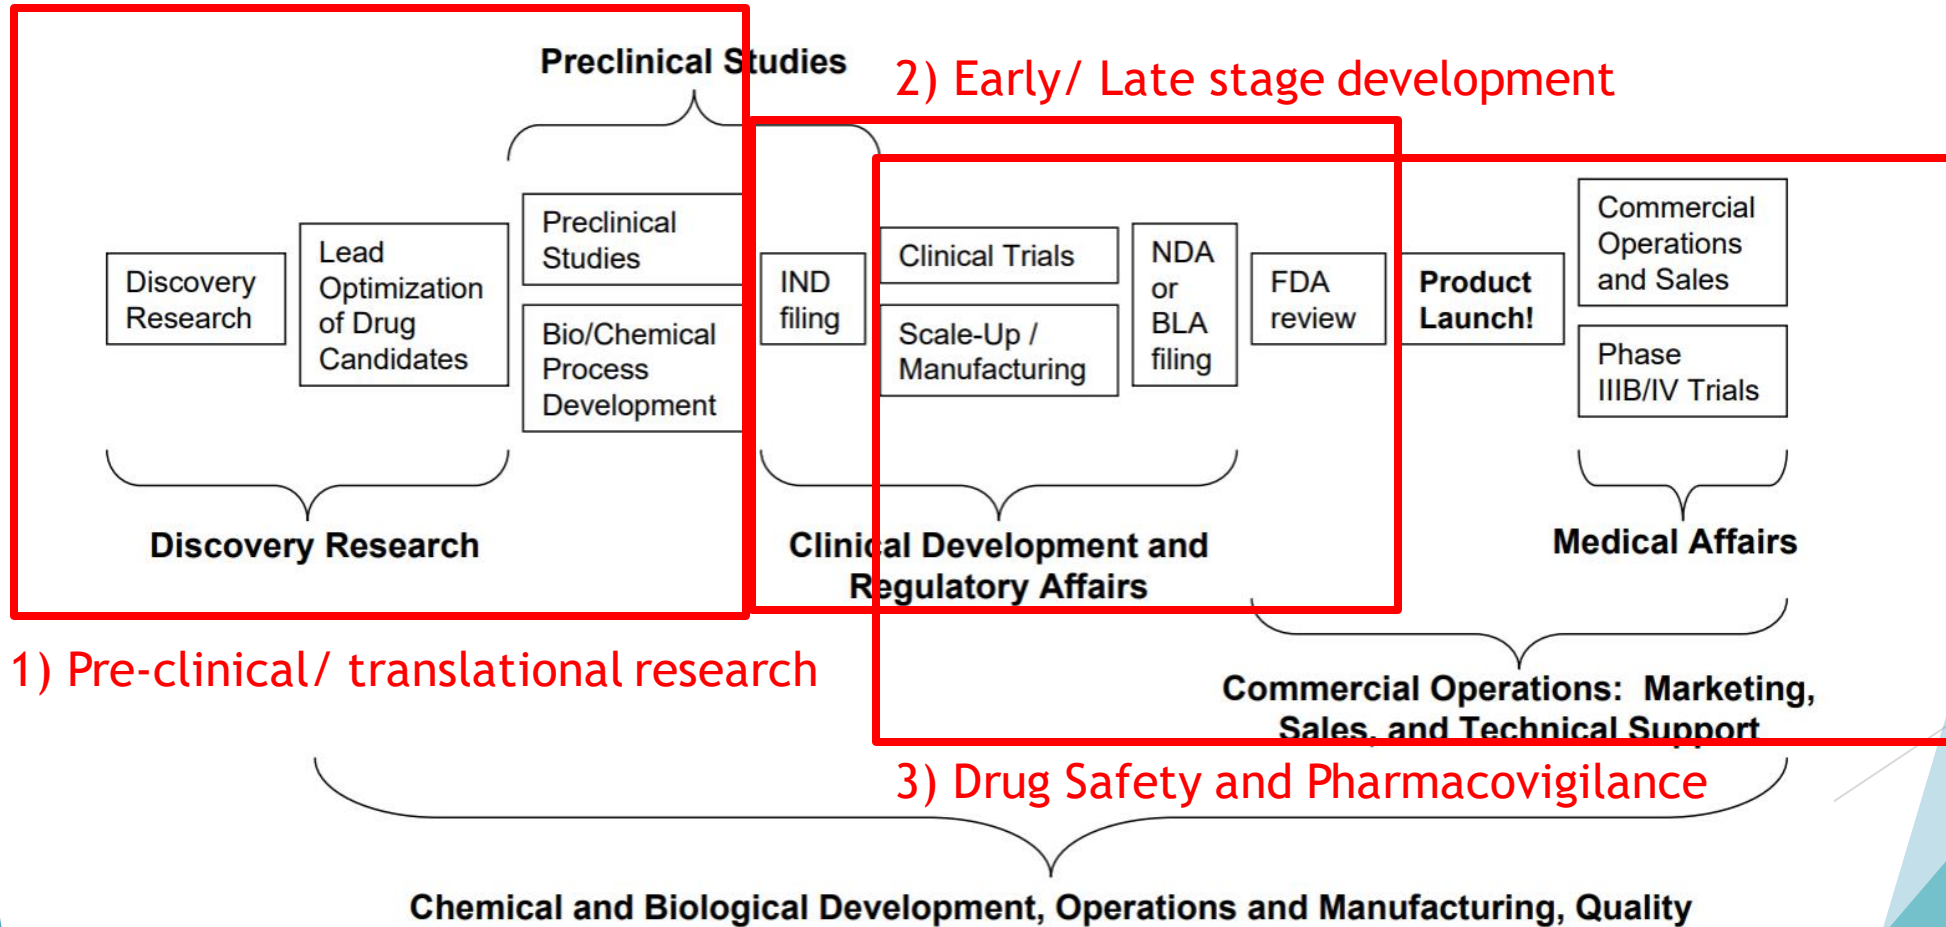 Preclinical Studies
2) Early/ Late stage development
Discovery
Research
Lead
Optimization
of Drug
Candidates
Preclinical
Studies
Bio/Chemical
Process
Development
IND
filing
Clinical Trials
Scale-Up /
Manufacturing
NDA
or
BLA
filing
FDA
review
Product
Launch!
Commercial
Operations
and Sales
Phase
IIIB/IV Trials
Discovery Research
Clinical Development and
Regulatory Affairs
Medical Affairs
1) Pre-clinical/ translational research
Commercial Operations: Marketing,
Sales, and Technical Support
3) Drug Safety and Pharmacovigilance
Chemical and Biological Development, Operations and Manufacturing, Quality